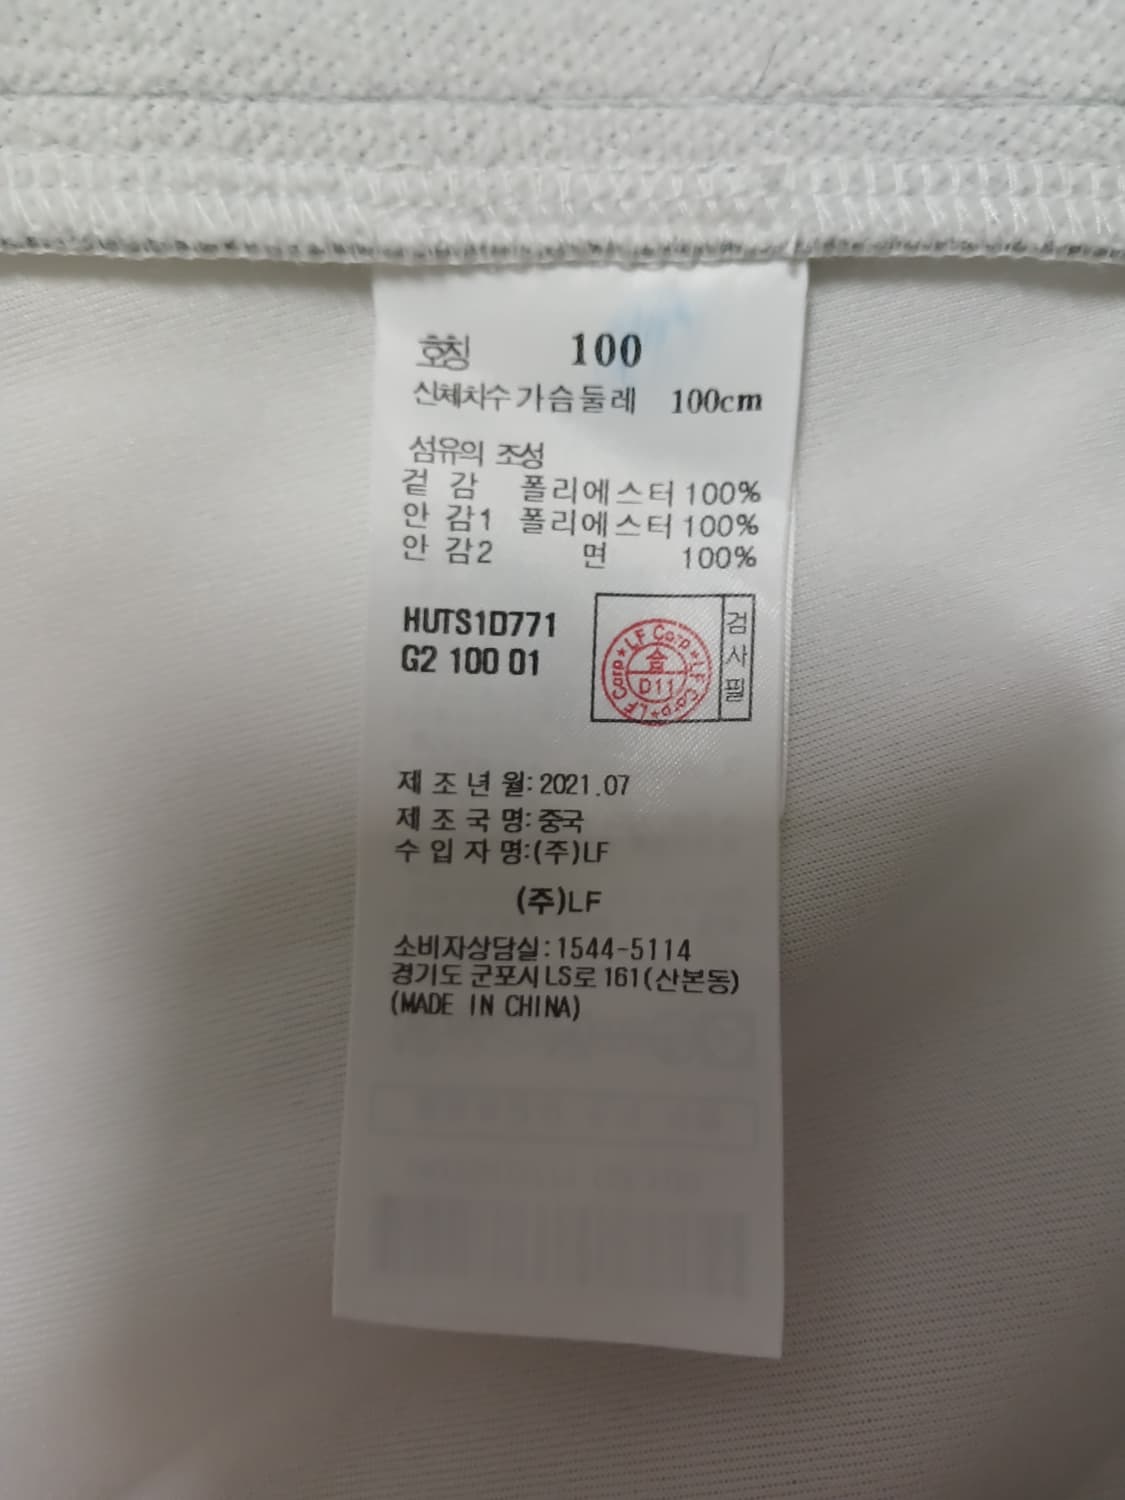 호칭 100
신체치수 가슴둘레 100cm
섬유의 조성
겉 감 폴리에스터 100%
안 감1 폴리에스터 100%
안 감2 면 100%
HUTS1D771
G2 100 01
LF Corp★LF Corp★LF Corp★
D11
검사필
제 조 년 월: 2021.07
제 조 국 명: 중국
수 입 자 명:(주)LF
(주)LF
소비자상담실: 1544-5114
경기도 군포시 LS로 161(산본동)
(MADE IN CHINA)